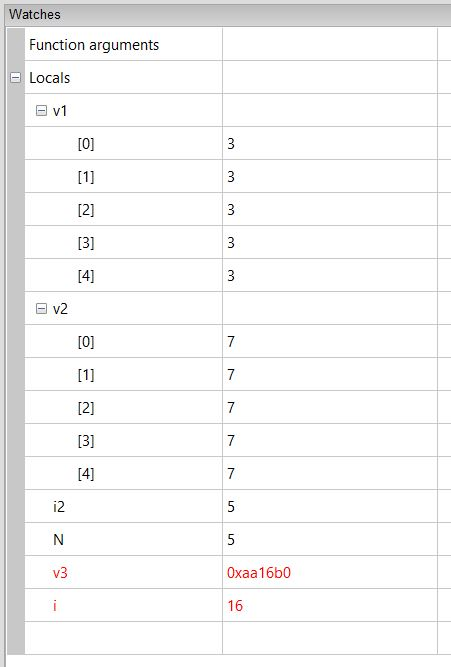 Watches
Function arguments
Locals
v1
[0] 3
[1] 3
[2] 3
[3] 3
[4] 3
v2
[0] 7
[1] 7
[2] 7
[3] 7
[4] 7
i2 5
N 5
v3 0xaa16b0
i 16